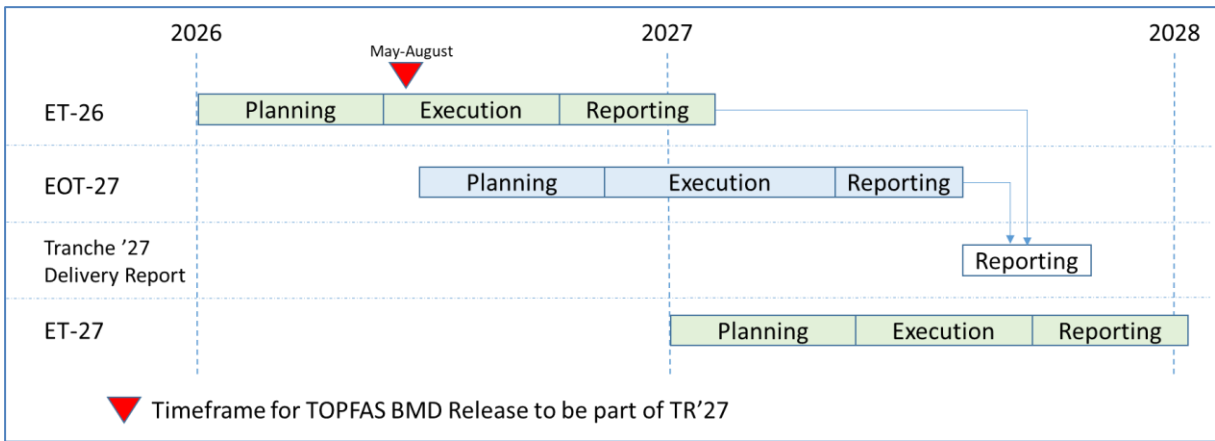 2026 2027 2028
May-August
ET-26 Planning Execution Reporting
EOT-27 Planning Execution Reporting
Tranche ’27
Delivery Report
Reporting
ET-27 Planning Execution Reporting
Timeframe for TOPFAS BMD Release to be part of TR’27